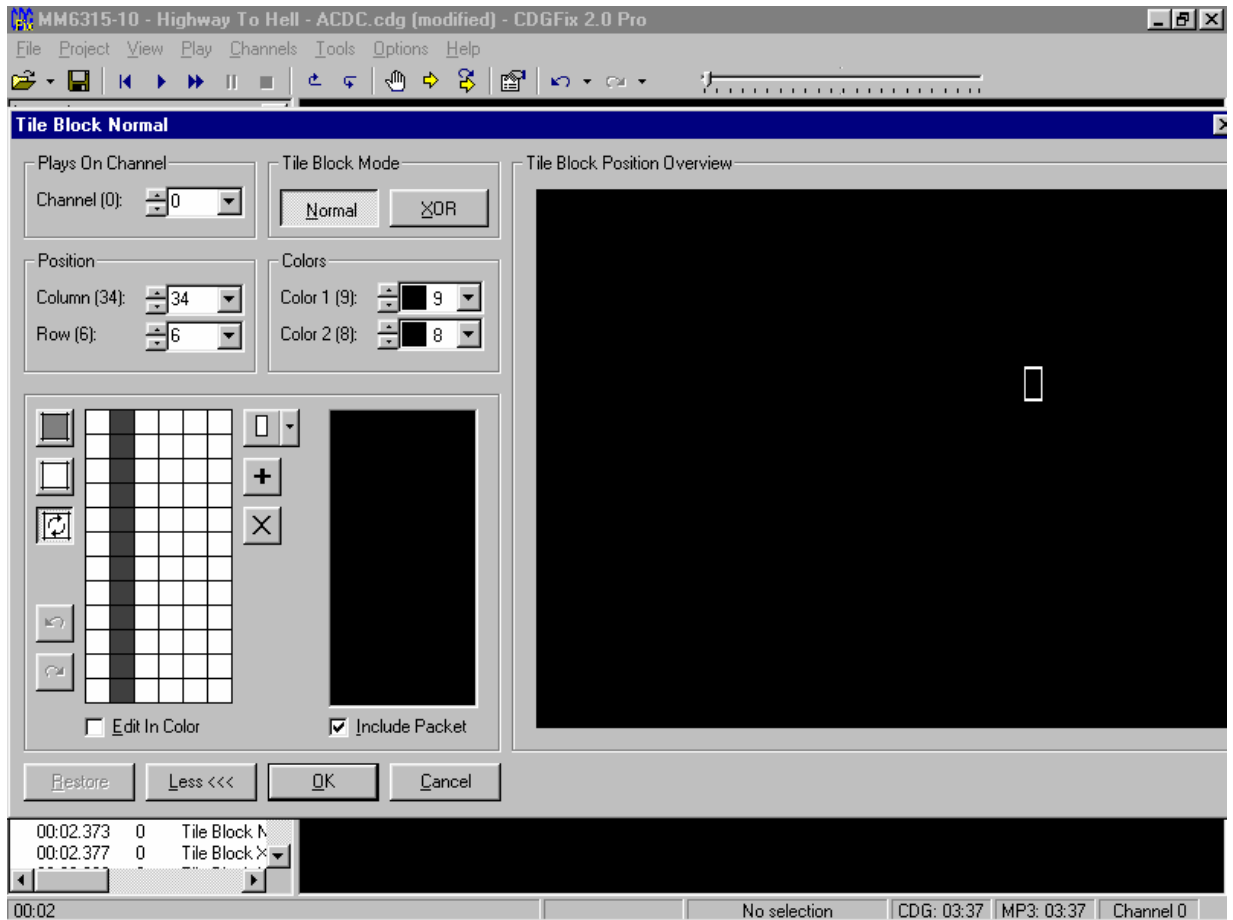 MM6315-10 - Highway To Hell - ACDC.cdg (modified) - CDGFix 2.0 Pro
File Project View Play Channels Tools Options Help
Tile Block Normal
Plays On Channel
Channel (0): 0
Tile Block Mode
Normal XOR
Position
Column (34): 34
Row (6): 6
Colors
Color 1 (9): 9
Color 2 (8): 8
Edit In Color
Include Packet
Tile Block Position Overview
Restore Less <<< OK Cancel
00:02.373 0 Tile Block N
00:02.377 0 Tile Block X
00:02 No selection CDG: 03:37 MP3: 03:37 Channel 0